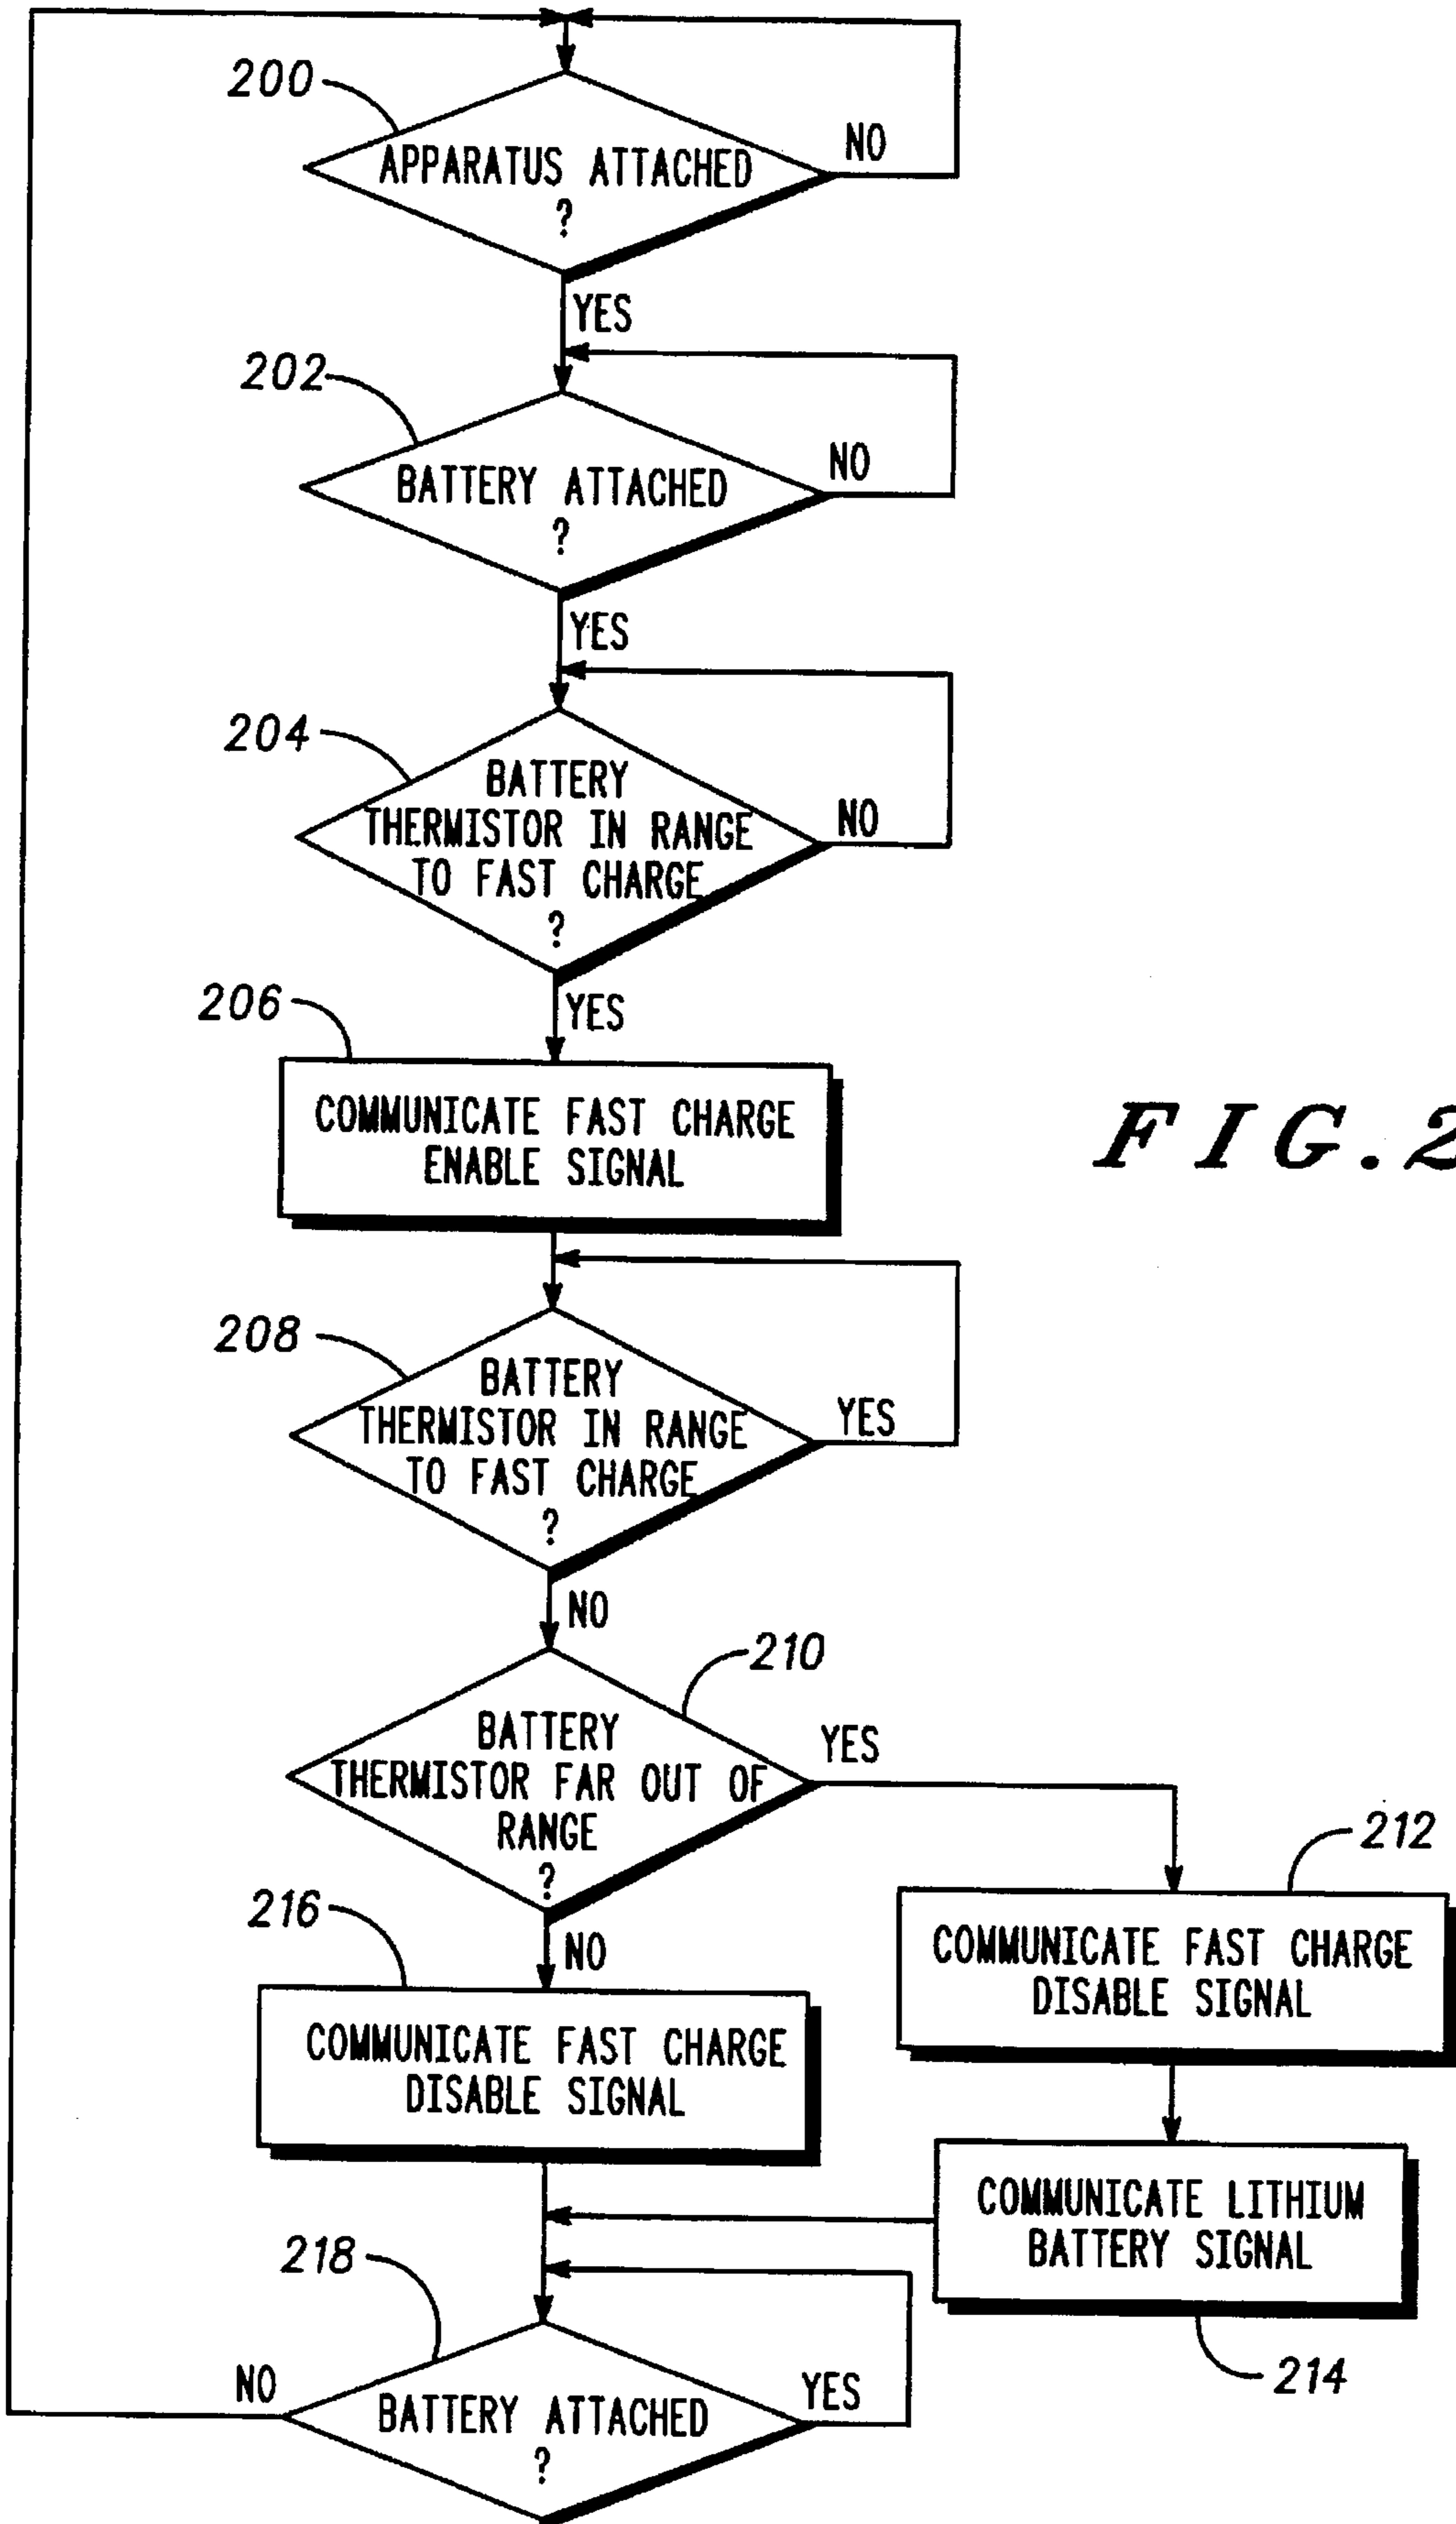 200
APPARATUS ATTACHED
?
NO
YES
202
BATTERY ATTACHED
?
NO
YES
204
BATTERY
THERMISTOR IN RANGE
TO FAST CHARGE
?
NO
YES
206
COMMUNICATE FAST CHARGE
ENABLE SIGNAL
FIG.2
208
BATTERY
THERMISTOR IN RANGE
TO FAST CHARGE
?
YES
NO
210
BATTERY
THERMISTOR FAR OUT OF
RANGE
?
YES
NO
212
COMMUNICATE FAST CHARGE
DISABLE SIGNAL
216
COMMUNICATE FAST CHARGE
DISABLE SIGNAL
COMMUNICATE LITHIUM
BATTERY SIGNAL
214
218
BATTERY ATTACHED
?
YES
NO